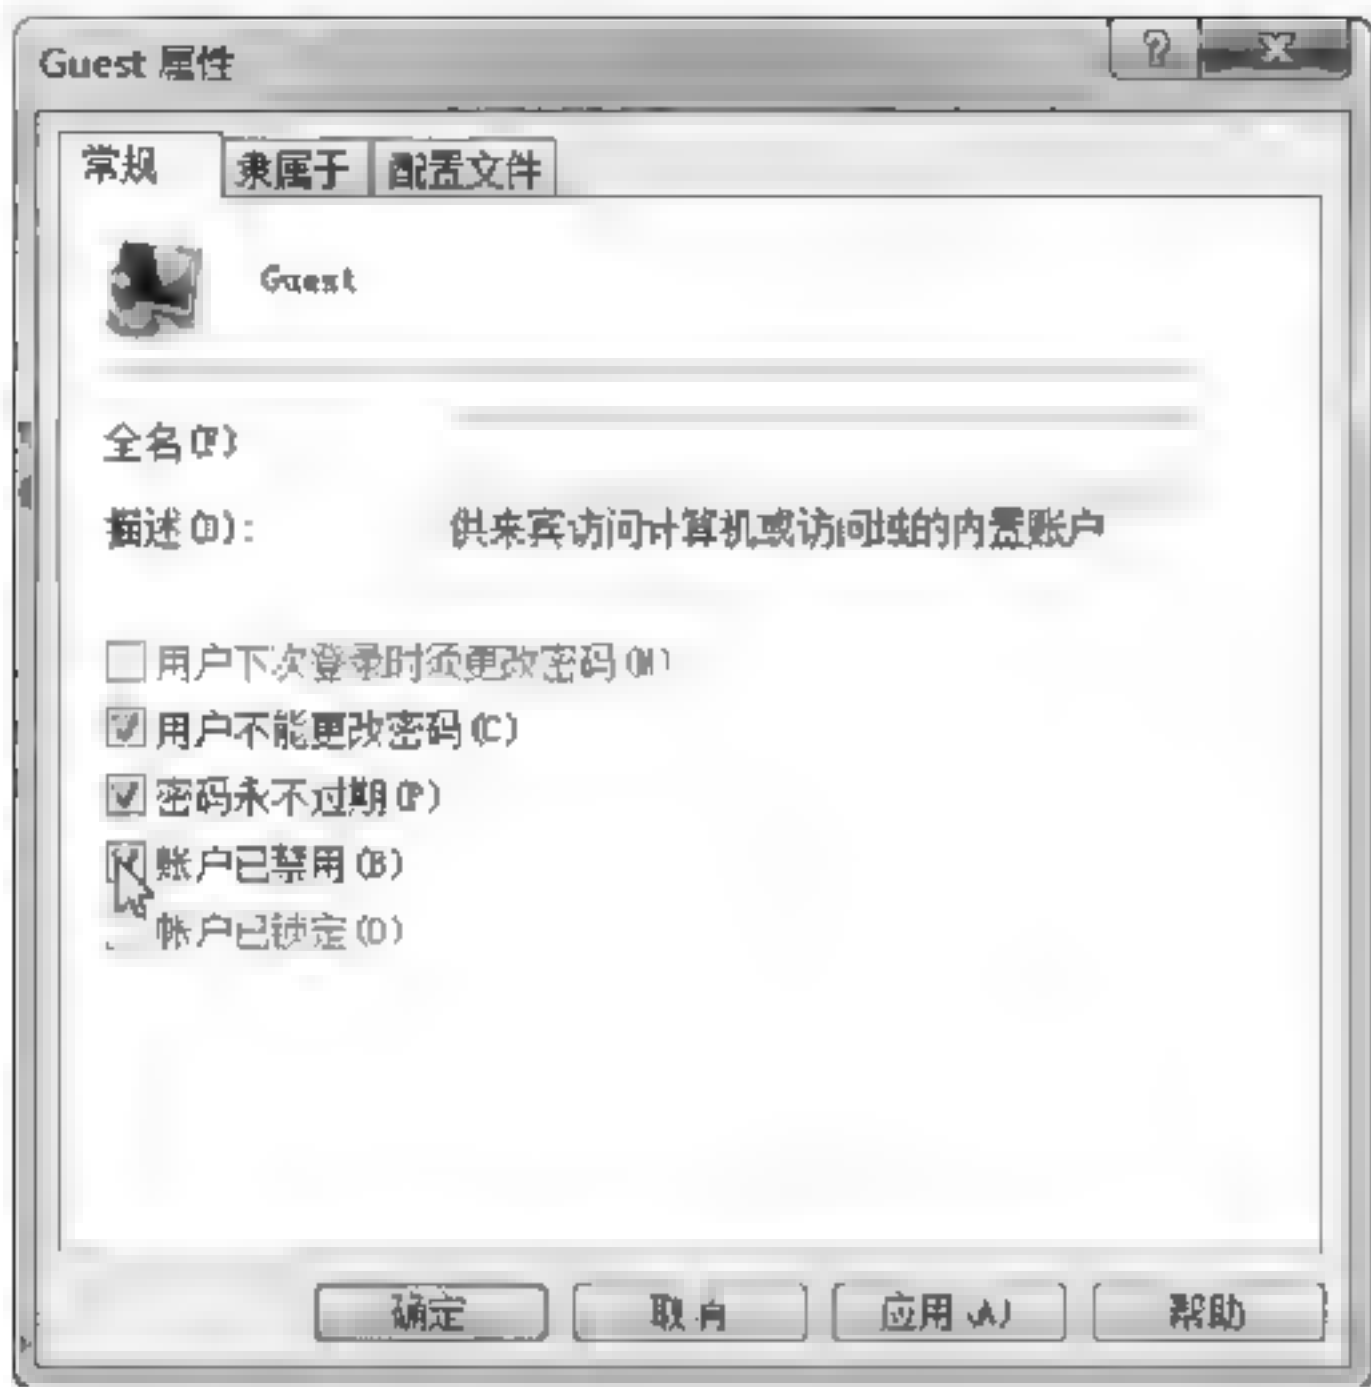 Guest 属性
常规 隶属于 配置文件
Guest
全名(F)
描述(D): 供来宾访问计算机或访问域的内置账户
用户下次登录时须更改密码(M)
用户不能更改密码(C)
密码永不过期(P)
账户已禁用(B)
帐户已锁定(O)
确定 取消 应用(A) 帮助